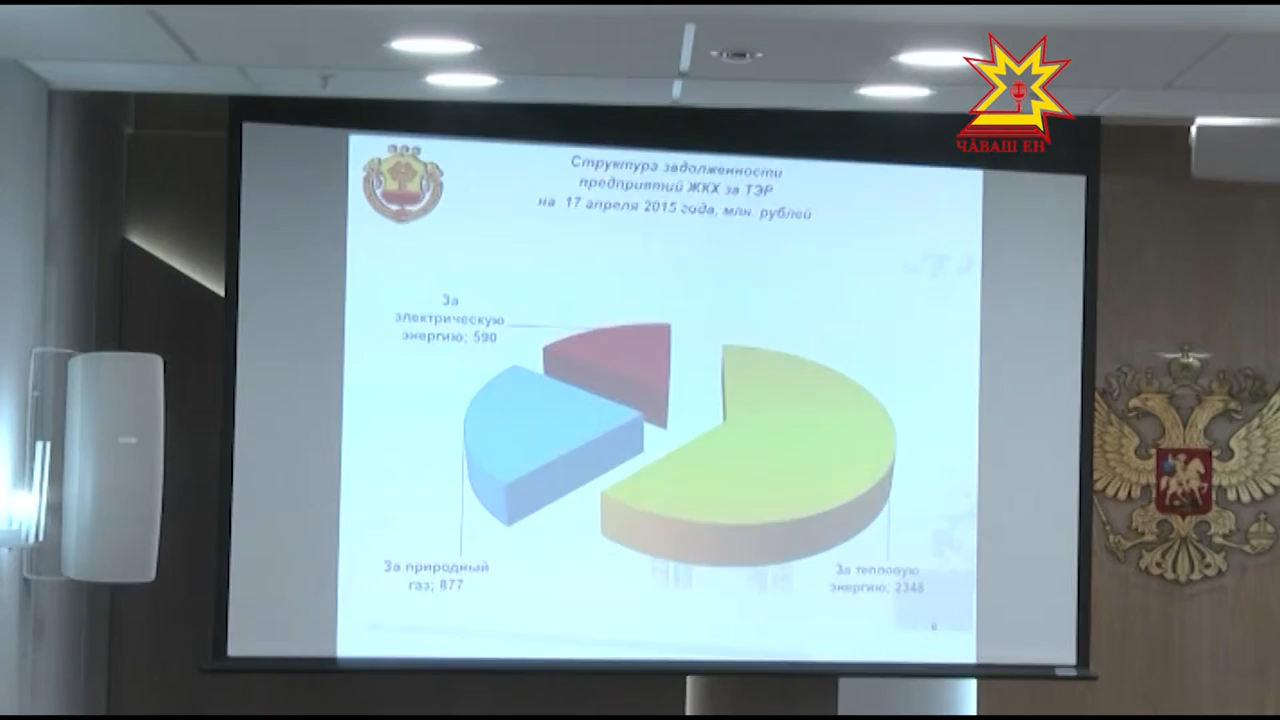 ЧӐВАШ ЕН
Структура задолженности
предприятий ЖКХ за ТЭР
на 17 апреля 2015 года, млн. рублей
За
электрическую
энергию; 590
За природный
газ; 877
За тепловую
энергию; 2348